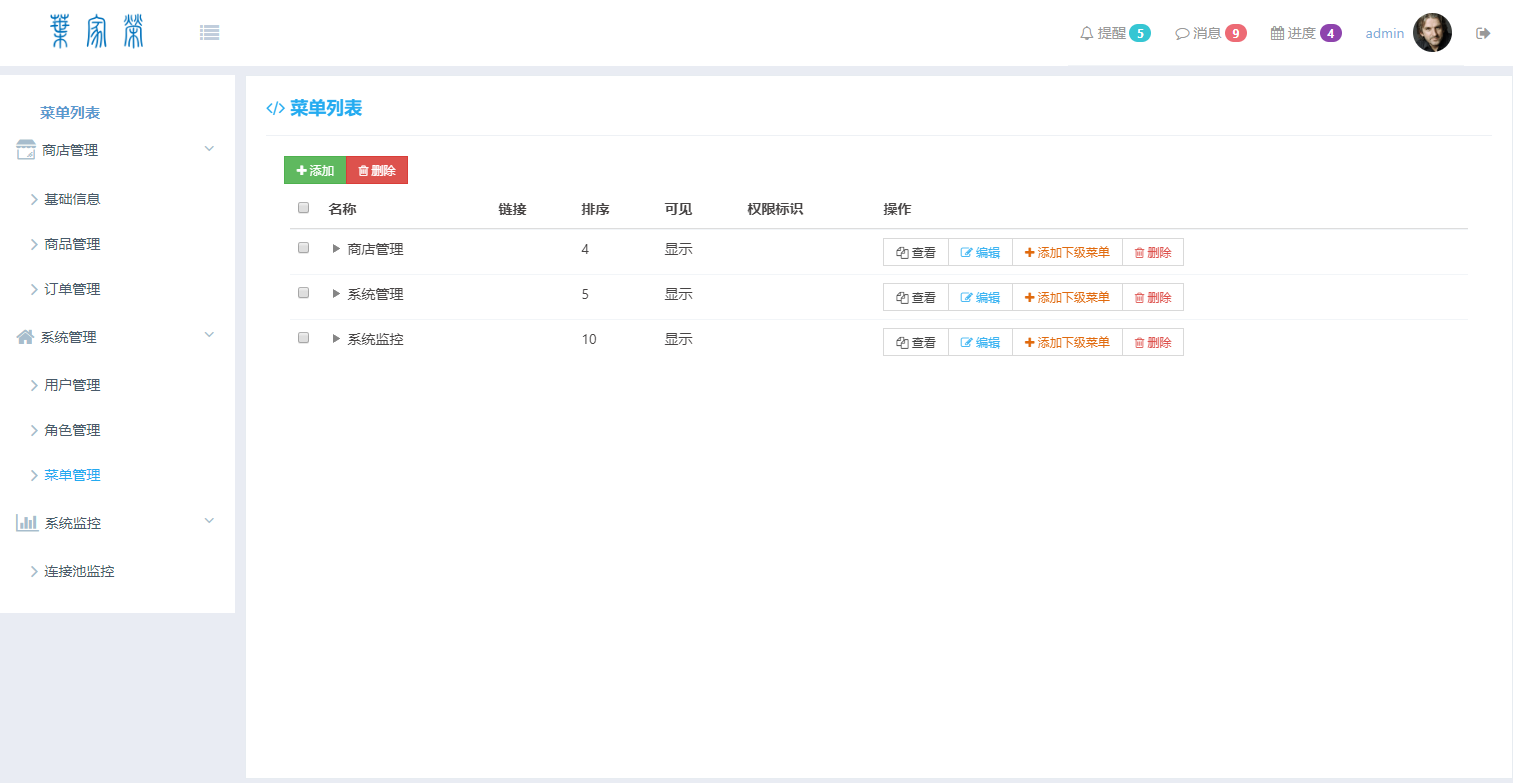 葉家榮
提醒 5 消息 9 进度 4 admin
菜单列表
商店管理
基础信息
商品管理
订单管理
系统管理
用户管理
角色管理
菜单管理
系统监控
连接池监控
</> 菜单列表
添加 删除
名称 链接 排序 可见 权限标识 操作
商店管理 4 显示 查看 编辑 添加下级菜单 删除
系统管理 5 显示 查看 编辑 添加下级菜单 删除
系统监控 10 显示 查看 编辑 添加下级菜单 删除